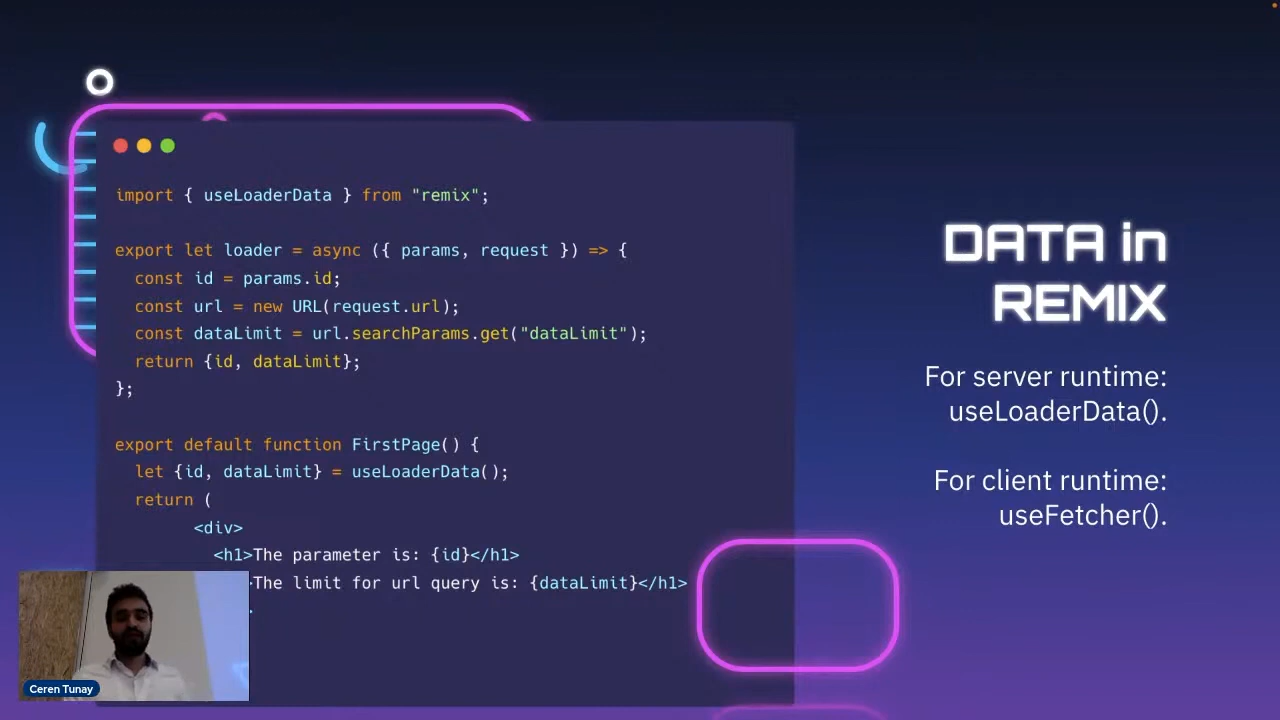 import { useLoaderData } from "remix";
export let loader = async ({ params, request }) => {
const id = params.id;
const url = new URL(request.url);
const dataLimit = url.searchParams.get("dataLimit");
return {id, dataLimit};
};
export default function FirstPage() {
let {id, dataLimit} = useLoaderData();
return (
<div>
<h1>The parameter is: {id}</h1>
The limit for url query is: {dataLimit}</h1>
DATA in
REMIX
For server runtime:
useLoaderData().
For client runtime:
useFetcher().
Ceren Tunay